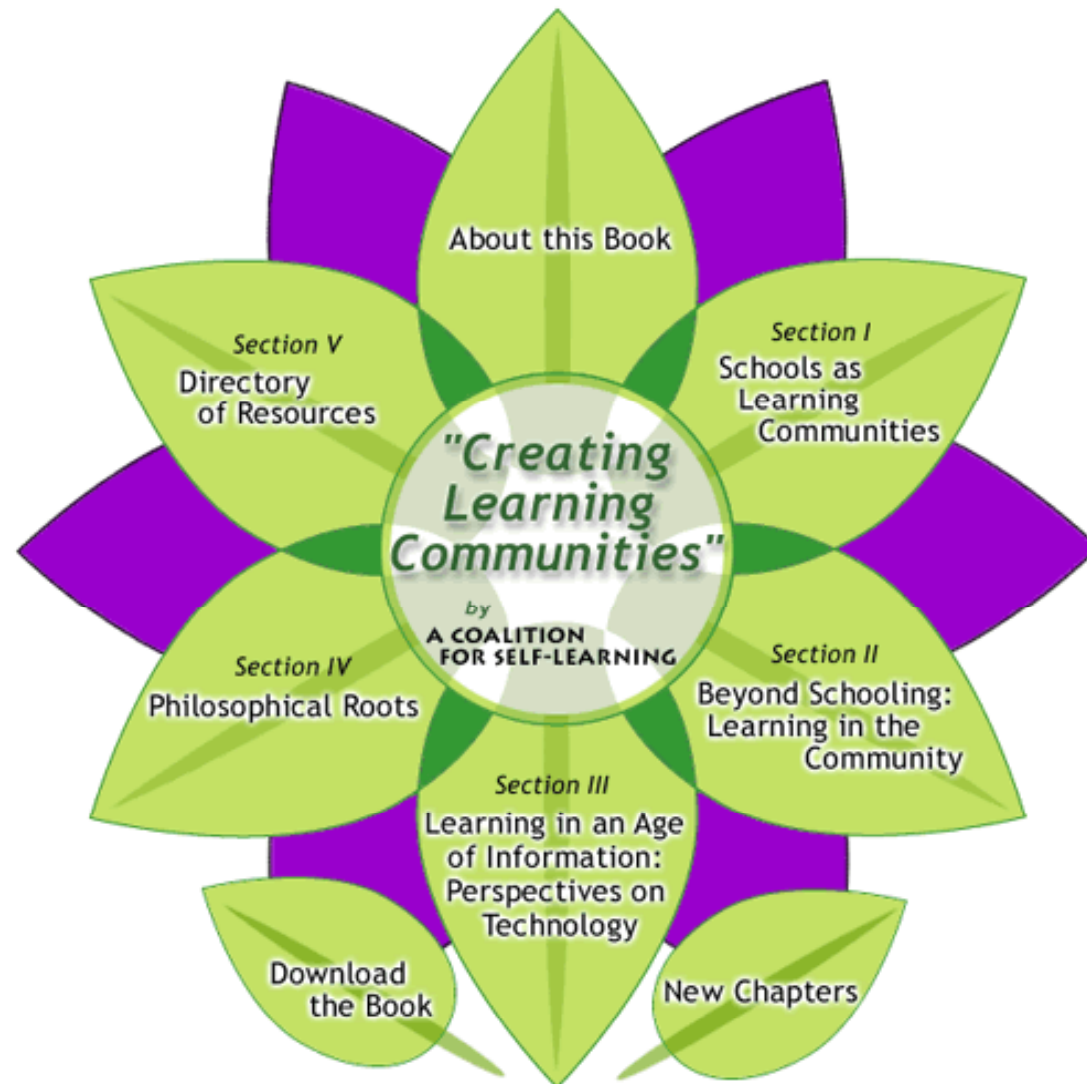 About this Book
Section I
Schools as
Learning
Communities
Section II
Beyond Schooling:
Learning in the
Community
Section III
Learning in an Age
of Information:
Perspectives on
Technology
Section IV
Philosophical Roots
Section V
Directory
of Resources
"Creating
Learning
Communities"
by
A COALITION
FOR SELF-LEARNING
Download
the Book
New Chapters